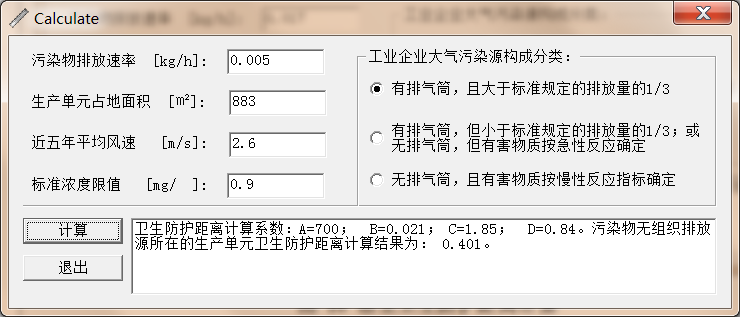 Calculate
污染物排放速率 [kg/h]: 0.005
生产单元占地面积 [m²]: 883
近五年平均风速 [m/s]: 2.6
标准浓度限值 [mg/ ]: 0.9
工业企业大气污染源构成分类:
有排气筒，且大于标准规定的排放量的1/3
有排气筒，但小于标准规定的排放量的1/3；或
无排气筒，但有害物质按急性反应确定
无排气筒，且有害物质按慢性反应指标确定
计算
退出
卫生防护距离计算系数：A=700； B=0.021； C=1.85； D=0.84。污染物无组织排放
源所在的生产单元卫生防护距离计算结果为： 0.401。